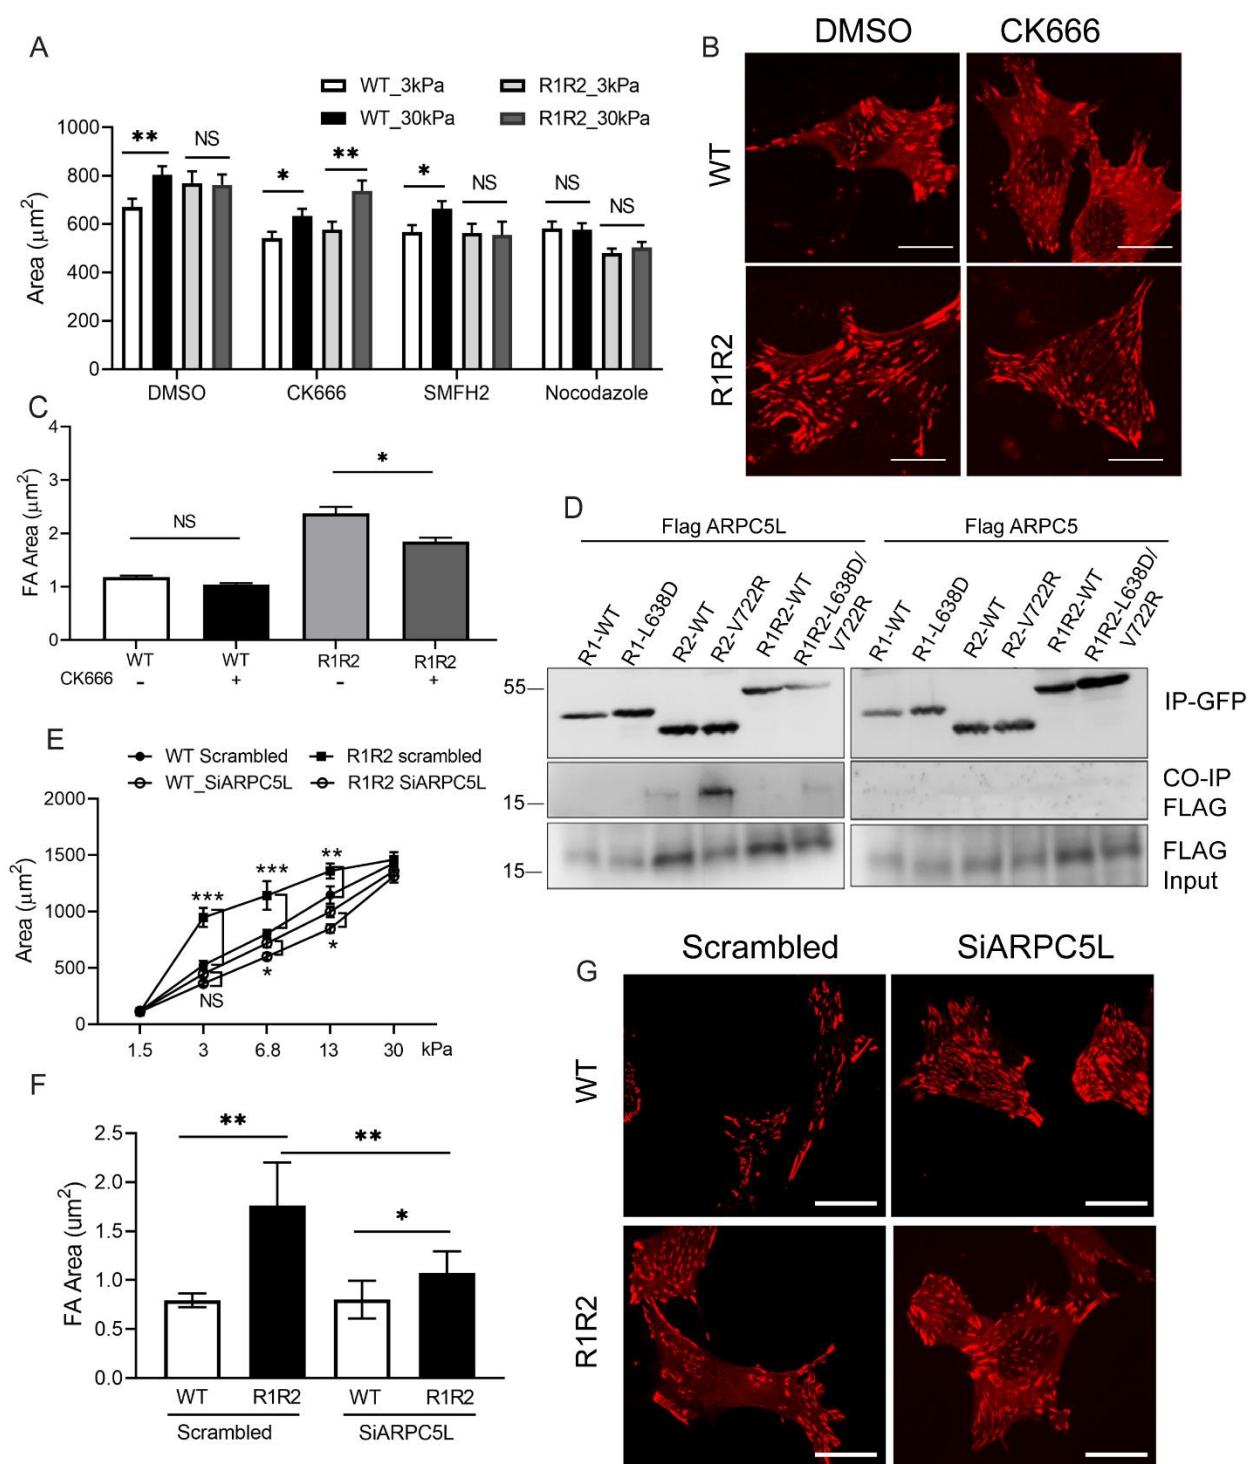 A
WT_3kPa
R1R2_3kPa
WT_30kPa
R1R2_30kPa
Area (μm²)
1000
800
600
400
200
0
**
NS
*
**
*
NS
NS
NS
DMSO
CK666
SMFH2
Nocodazole
B
DMSO
CK666
WT
R1R2
C
FA Area (μm²)
4
3
2
1
0
NS
*
WT
WT
R1R2
R1R2
CK666
-
+
-
+
D
Flag ARPC5L
Flag ARPC5
R1-WT
R1-L638D
R2-WT
R2-V722R
R1R2-WT
R1R2-L638D/
V722R
R1-WT
R1-L638D
R2-WT
R2-V722R
R1R2-WT
R1R2-L638D/
V722R
55
IP-GFP
15
CO-IP
FLAG
15
FLAG
Input
E
WT Scrambled
R1R2 scrambled
WT_SiARPC5L
R1R2 SiARPC5L
Area (μm²)
2000
1500
1000
500
0
***
***
**
NS
*
*
1.5
3
6.8
13
30
kPa
F
FA Area (um²)
2.5
2.0
1.5
1.0
0.5
0.0
**
**
*
WT
R1R2
WT
R1R2
Scrambled
SiARPC5L
G
Scrambled
SiARPC5L
WT
R1R2